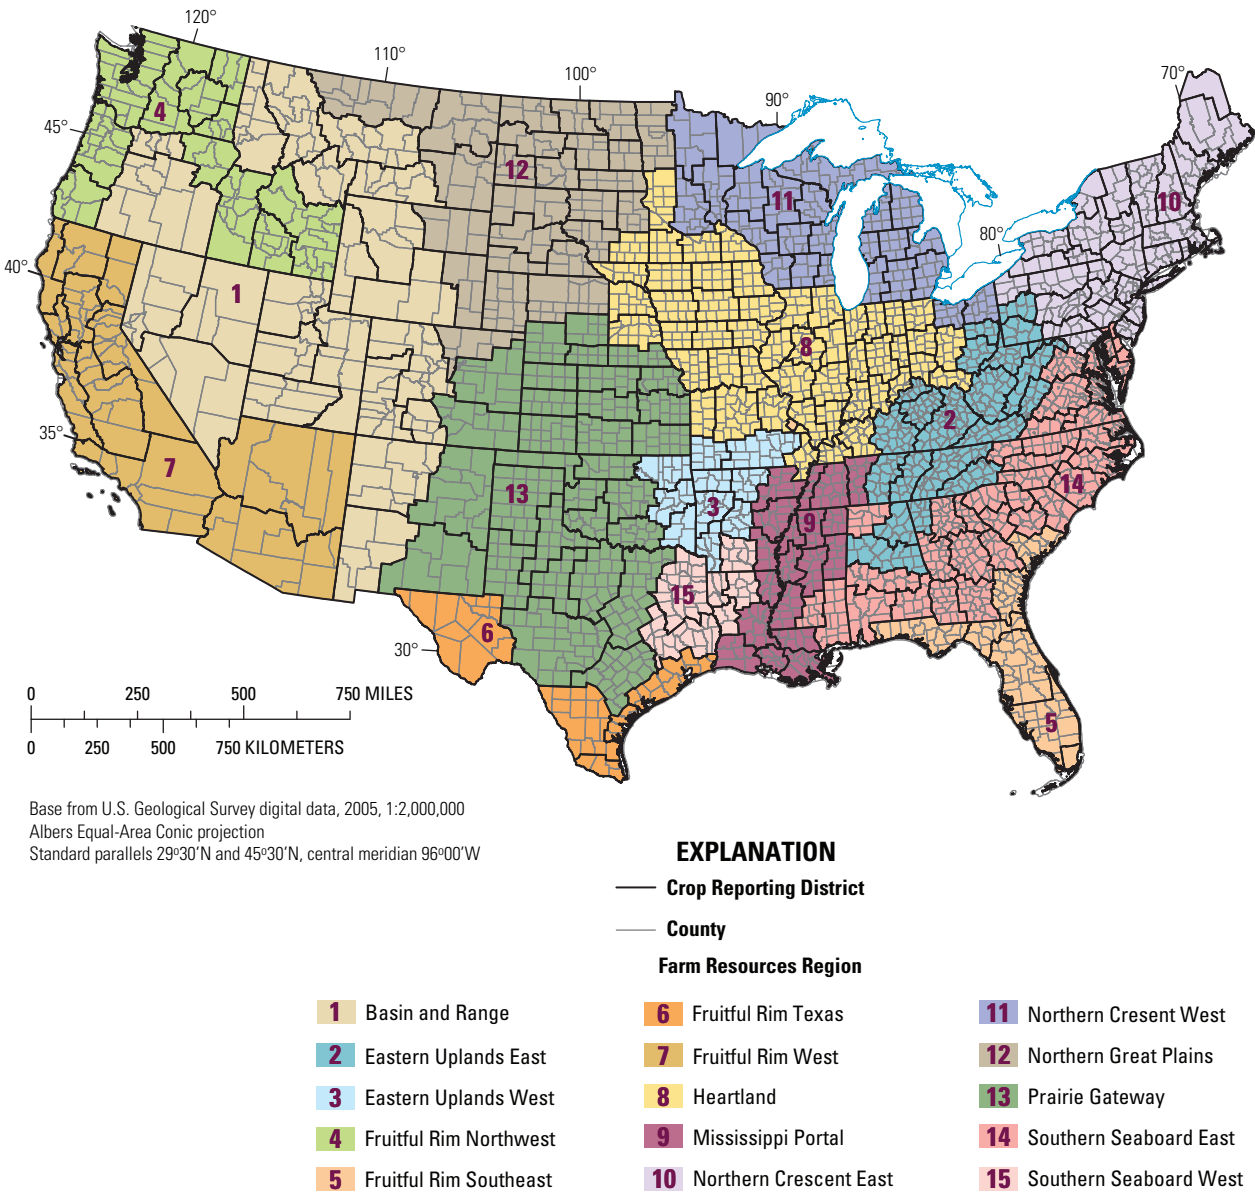 120°
110°
100°
90°
70°
4
45°
12
11
10
80°
40°
1
8
2
35°
7
13
3
14
9
15
6
30°
5
0 250 500 750 MILES
0 250 500 750 KILOMETERS
Base from U.S. Geological Survey digital data, 2005, 1:2,000,000
Albers Equal-Area Conic projection
Standard parallels 29º30’N and 45º30’N, central meridian 96º00’W
EXPLANATION
Crop Reporting District
County
Farm Resources Region
1 Basin and Range
2 Eastern Uplands East
3 Eastern Uplands West
4 Fruitful Rim Northwest
5 Fruitful Rim Southeast
6 Fruitful Rim Texas
7 Fruitful Rim West
8 Heartland
9 Mississippi Portal
10 Northern Crescent East
11 Northern Cresent West
12 Northern Great Plains
13 Prairie Gateway
14 Southern Seaboard East
15 Southern Seaboard West